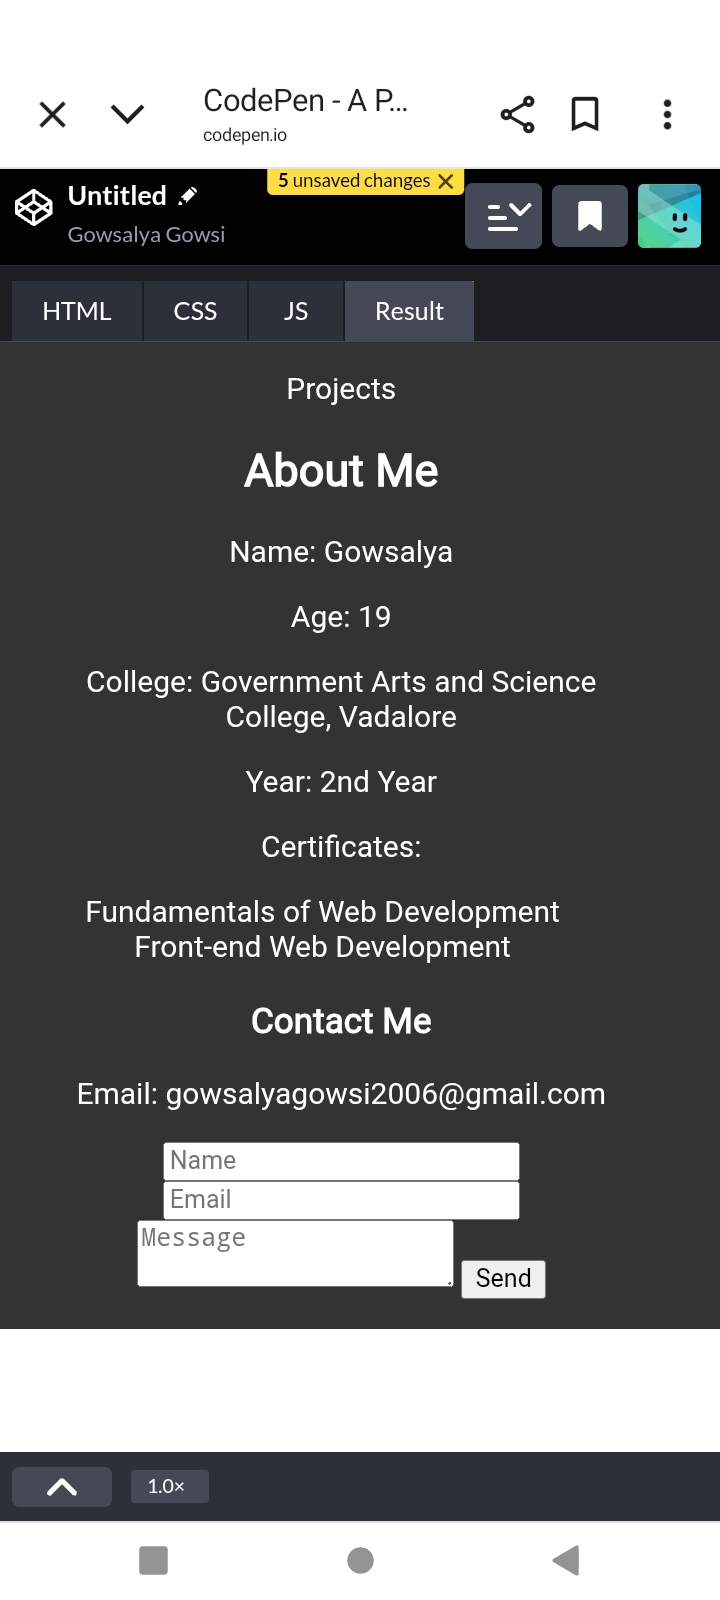 CodePen - A P...
codepen.io
5 unsaved changes
Untitled
Gowsalya Gowsi
HTML CSS JS Result
Projects
About Me
Name: Gowsalya
Age: 19
College: Government Arts and Science
College, Vadalore
Year: 2nd Year
Certificates:
Fundamentals of Web Development
Front-end Web Development
Contact Me
Email: gowsalyagowsi2006@gmail.com
Name
Email
Message
Send
1.0×